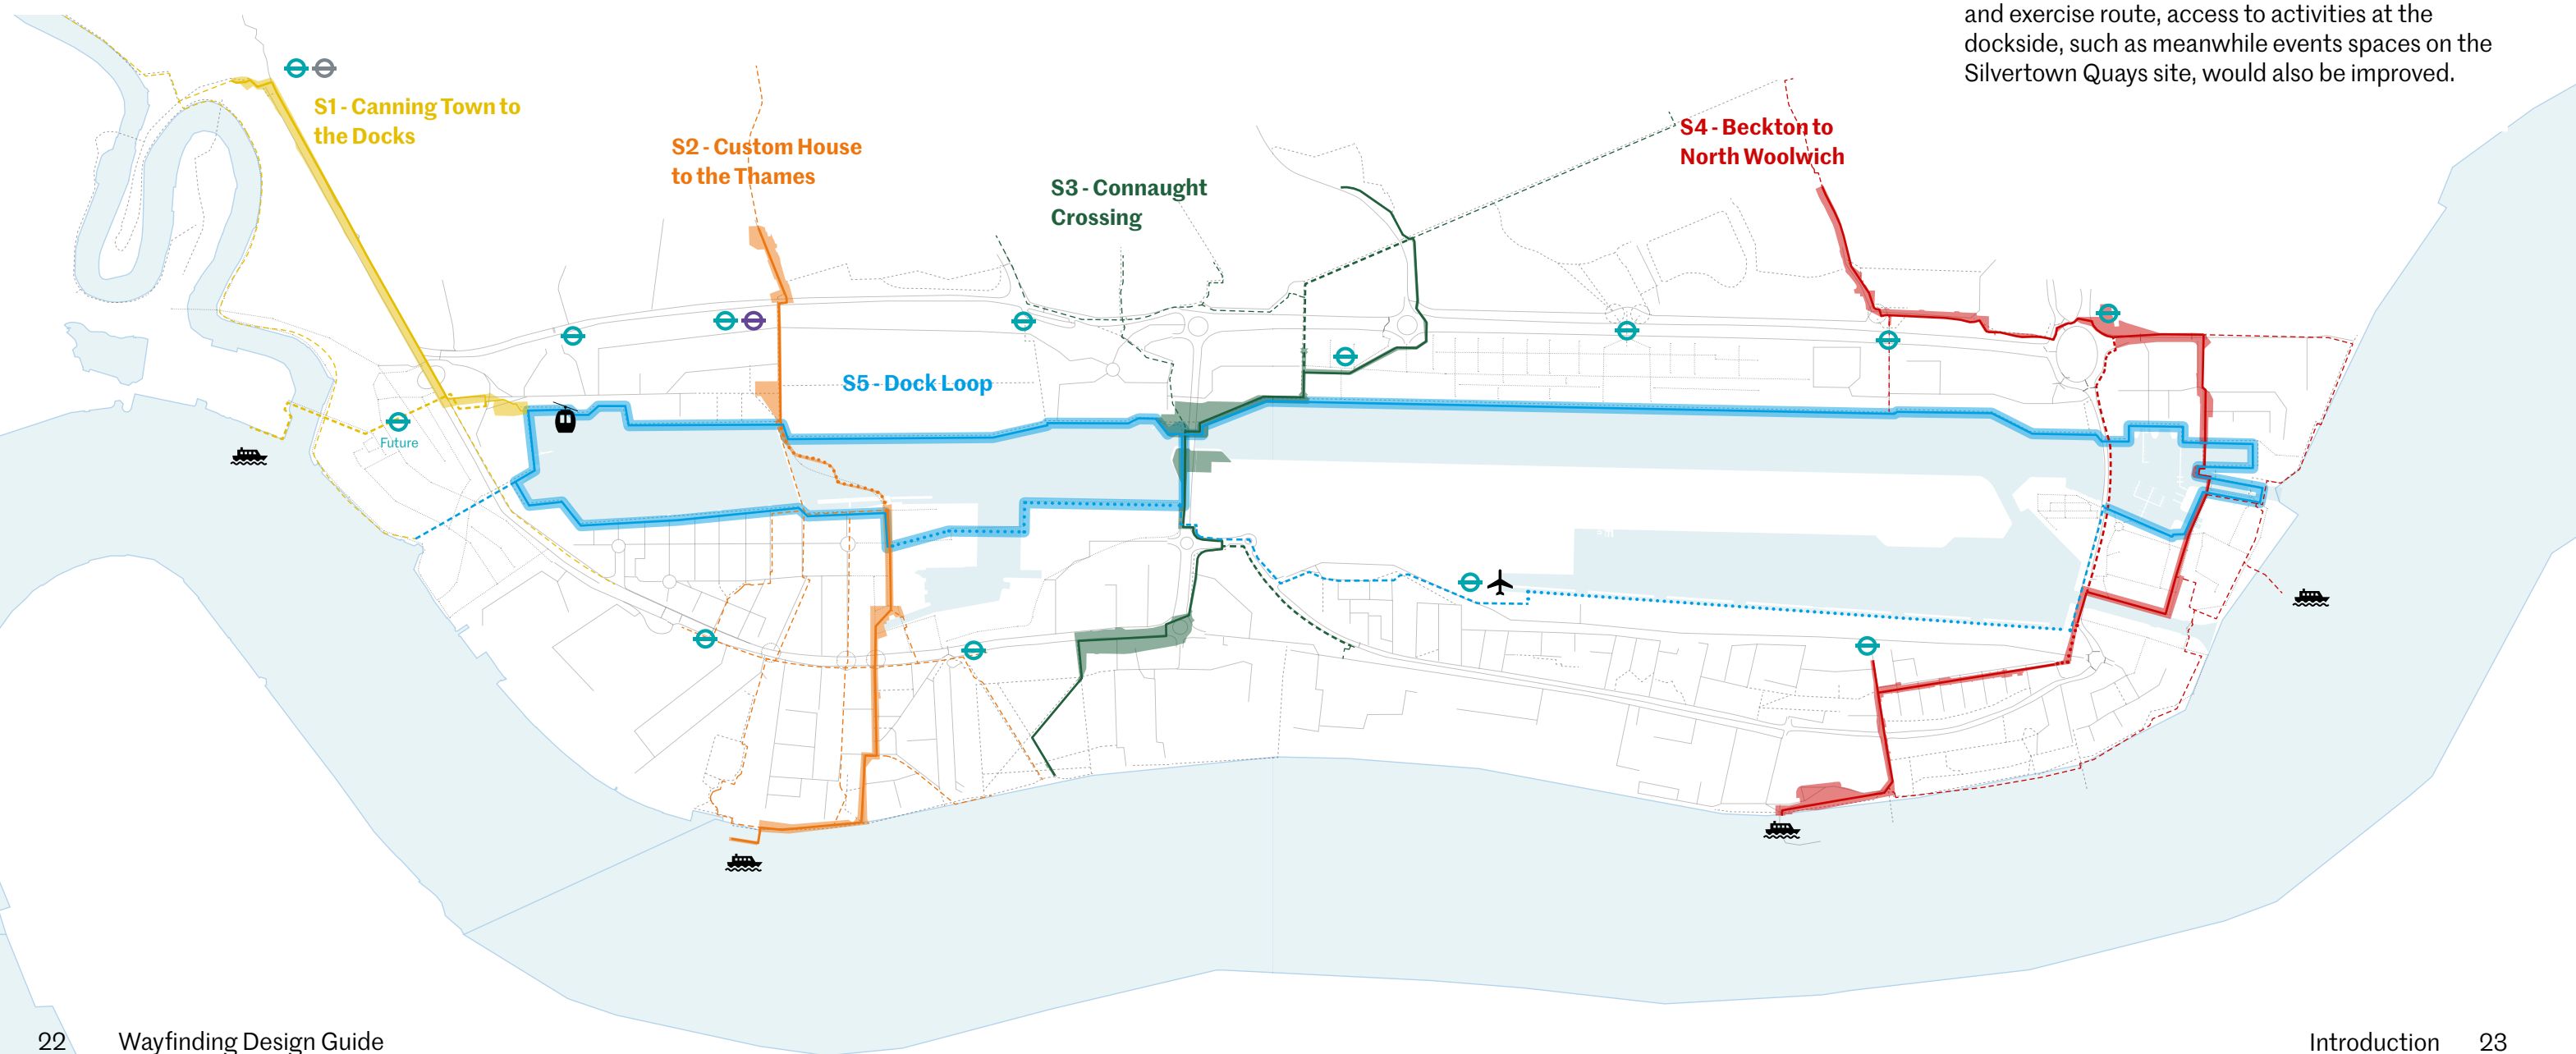 and exercise route, access to activities at the
dockside, such as meanwhile events spaces on the
Silvertown Quays site, would also be improved.
S1 - Canning Town to
the Docks
S2 - Custom House
to the Thames
S3 - Connaught
Crossing
S4 - Beckton to
North Woolwich
S5 - Dock Loop
Future
22 Wayfinding Design Guide
Introduction 23